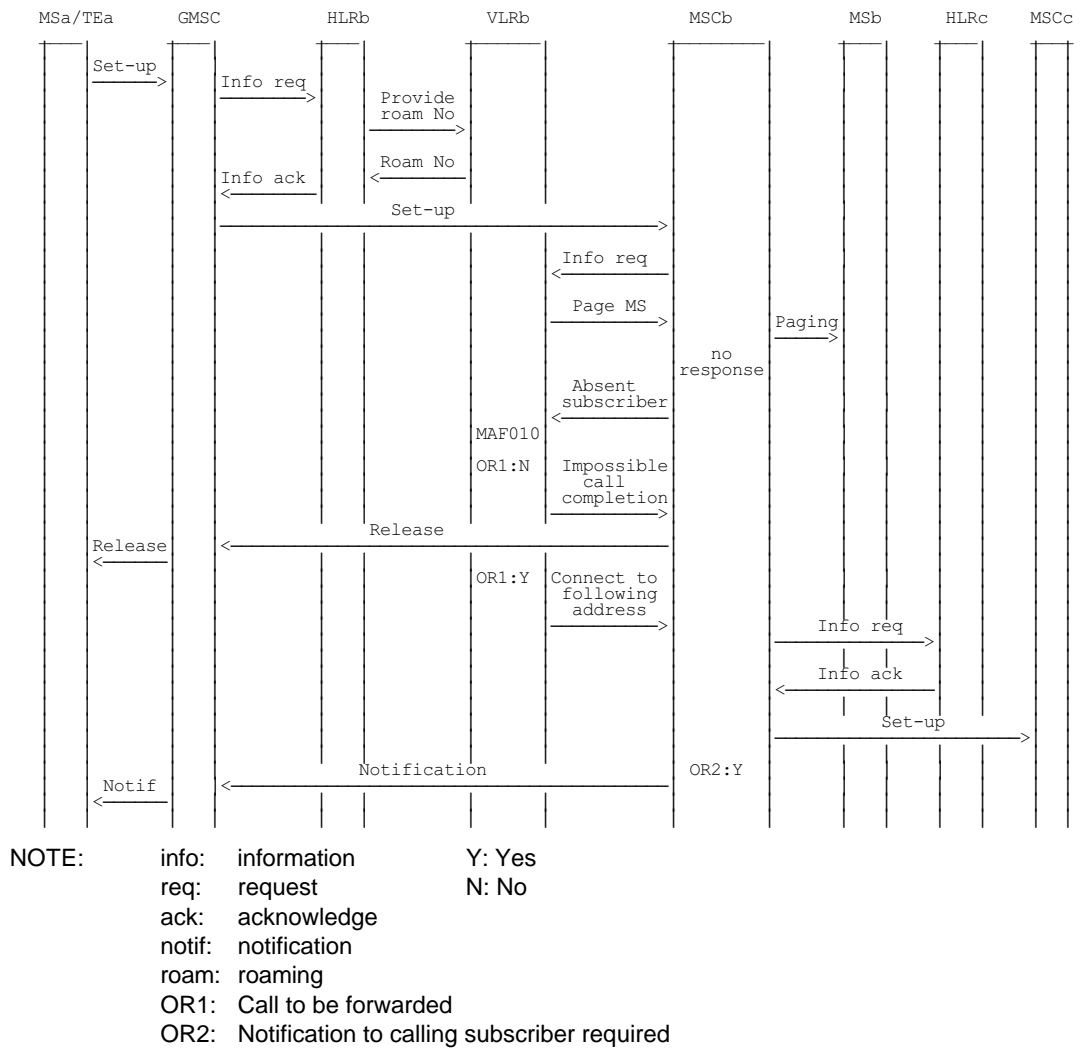 MSa/TEa GMSC HLRb VLRb MSCb MSb HLRc MSCc
Set-up
Info req
Provide
roam No
Roam No
Info ack
Set-up
Info req
Page MS
Paging
no
response
Absent
subscriber
MAF010
OR1:N Impossible
call
completion
Release
Release
OR1:Y Connect to
following
address
Info req
Info ack
Set-up
Notification OR2:Y
Notif
NOTE: info: information Y: Yes
req: request N: No
ack: acknowledge
notif: notification
roam: roaming
OR1: Call to be forwarded
OR2: Notification to calling subscriber required